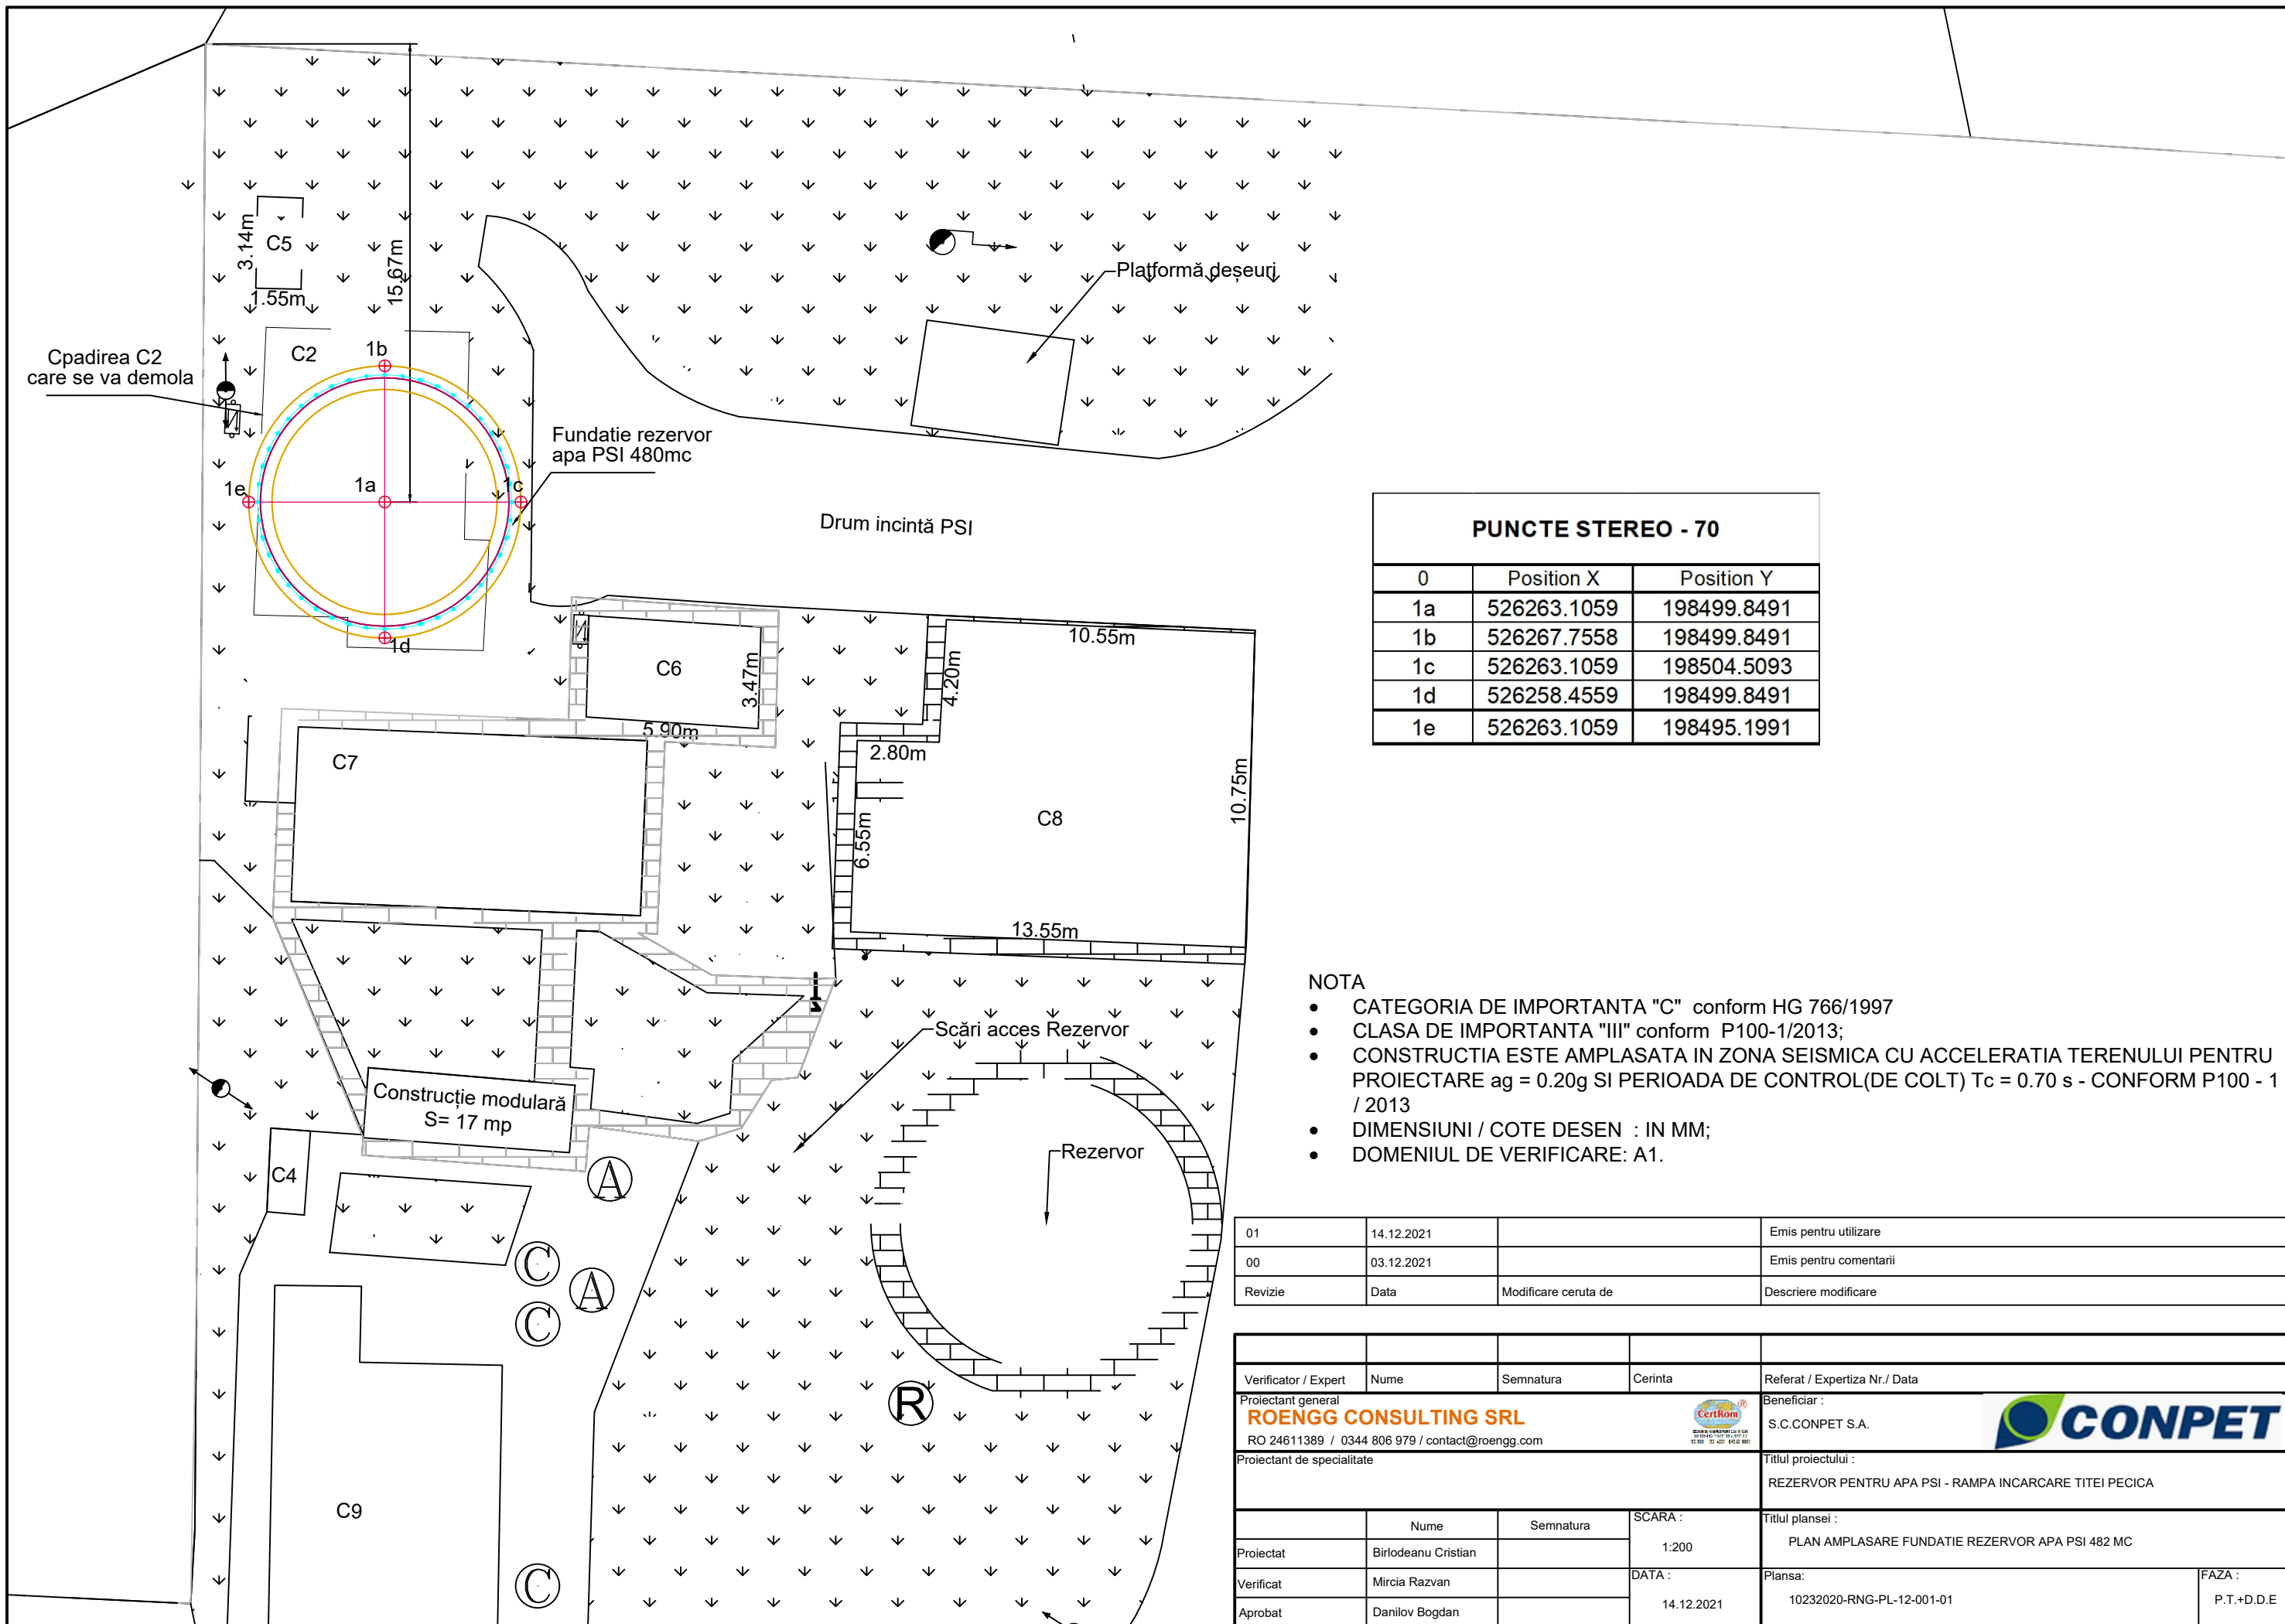 C5
3.14m
1.55m
15.67m
Platformă deșeuri
Cpadirea C2
care se va demola
C2
1b
Fundatie rezervor
apa PSI 480mc
1e
1a
1c
1d
Drum incintă PSI
PUNCTE STEREO - 70
0 Position X Position Y
1a 526263.1059 198499.8491
1b 526267.7558 198499.8491
1c 526263.1059 198504.5093
1d 526258.4559 198499.8491
1e 526263.1059 198495.1991
C6
3.47m
5.90m
10.55m
4.20m
2.80m
6.55m
C8
10.75m
13.55m
C7
NOTA
• CATEGORIA DE IMPORTANTA "C" conform HG 766/1997
• CLASA DE IMPORTANTA "III" conform P100-1/2013;
• CONSTRUCTIA ESTE AMPLASATA IN ZONA SEISMICA CU ACCELERATIA TERENULUI PENTRU
PROIECTARE ag = 0.20g SI PERIOADA DE CONTROL(DE COLT) Tc = 0.70 s - CONFORM P100 - 1
/ 2013
• DIMENSIUNI / COTE DESEN : IN MM;
• DOMENIUL DE VERIFICARE: A1.
Scări acces Rezervor
Rezervor
Construcție modulară
S= 17 mp
C4
A
C
A
C
R
C9
C
01 14.12.2021 Emis pentru utilizare
00 03.12.2021 Emis pentru comentarii
Revizie Data Modificare ceruta de Descriere modificare
Verificator / Expert Nume Semnatura Cerinta Referat / Expertiza Nr./ Data
Proiectant general
ROENGG CONSULTING SRL
RO 24611389 / 0344 806 979 / contact@roengg.com
CertRom ®
Beneficiar :
S.C.CONPET S.A.
CONPET
Proiectant de specialitate
Titlul proiectului :
REZERVOR PENTRU APA PSI - RAMPA INCARCARE TITEI PECICA
Nume Semnatura
SCARA :
1:200
Titlul plansei :
PLAN AMPLASARE FUNDATIE REZERVOR APA PSI 482 MC
Proiectat Birlodeanu Cristian
Verificat Mircia Razvan
Aprobat Danilov Bogdan
DATA :
14.12.2021
Plansa:
10232020-RNG-PL-12-001-01
FAZA :
P.T.+D.D.E